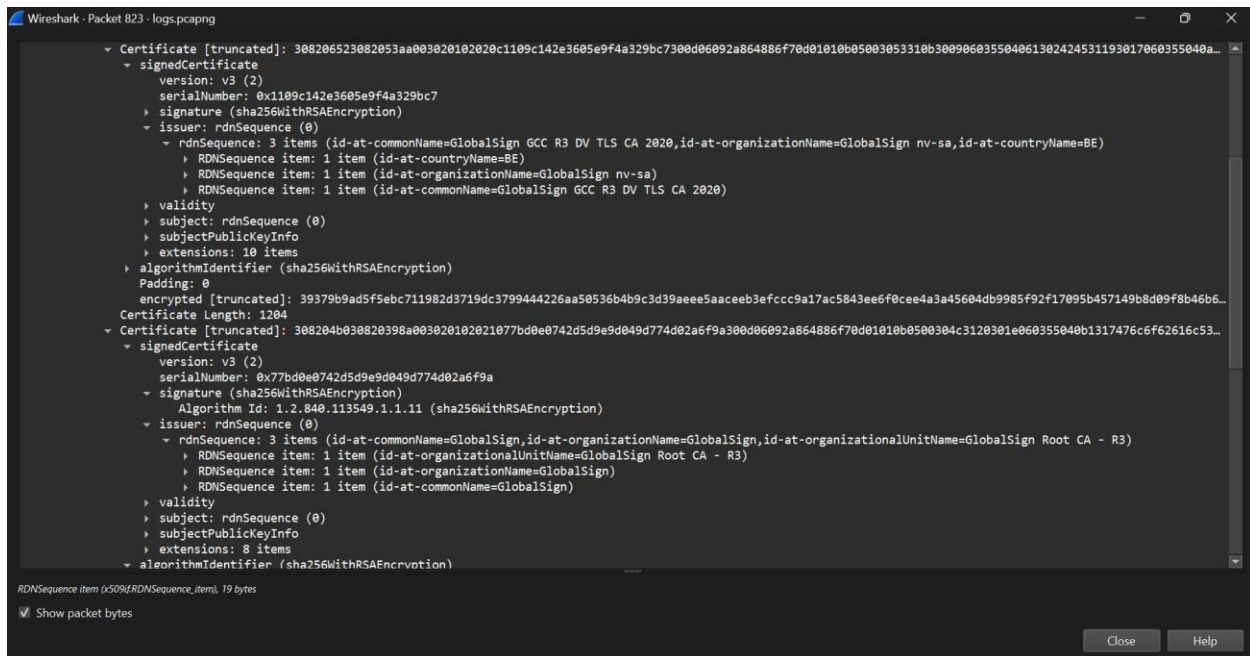 Wireshark · Packet 823 · logs.pcapng
Certificate [truncated]: 308206523082053aa003020102020c1109c142e3605e9f4a329bc7300d06092a864886f70d01010b05003053310b300906035504061302424531193017060355040a…
signedCertificate
version: v3 (2)
serialNumber: 0x1109c142e3605e9f4a329bc7
signature (sha256WithRSAEncryption)
issuer: rdnSequence (0)
rdnSequence: 3 items (id-at-commonName=GlobalSign GCC R3 DV TLS CA 2020,id-at-organizationName=GlobalSign nv-sa,id-at-countryName=BE)
RDNSequence item: 1 item (id-at-countryName=BE)
RDNSequence item: 1 item (id-at-organizationName=GlobalSign nv-sa)
RDNSequence item: 1 item (id-at-commonName=GlobalSign GCC R3 DV TLS CA 2020)
validity
subject: rdnSequence (0)
subjectPublicKeyInfo
extensions: 10 items
algorithmIdentifier (sha256WithRSAEncryption)
Padding: 0
encrypted [truncated]: 39379b9ad5f5ebc711982d3719dc3799444226aa50536b4b9c3d39aeee5aaceeb3efccc9a17ac5843ee6f0cee4a3a45604db9985f92f17095b457149b8d09f8b46b6…
Certificate Length: 1204
Certificate [truncated]: 308204b030820398a003020102021077bd0e0742d5d9e9d049d774d02a6f9a300d06092a864886f70d01010b0500304c3120301e060355040b1317476c6f62616c53…
signedCertificate
version: v3 (2)
serialNumber: 0x77bd0e0742d5d9e9d049d774d02a6f9a
signature (sha256WithRSAEncryption)
Algorithm Id: 1.2.840.113549.1.1.11 (sha256WithRSAEncryption)
issuer: rdnSequence (0)
rdnSequence: 3 items (id-at-commonName=GlobalSign,id-at-organizationName=GlobalSign,id-at-organizationalUnitName=GlobalSign Root CA - R3)
RDNSequence item: 1 item (id-at-organizationalUnitName=GlobalSign Root CA - R3)
RDNSequence item: 1 item (id-at-organizationName=GlobalSign)
RDNSequence item: 1 item (id-at-commonName=GlobalSign)
validity
subject: rdnSequence (0)
subjectPublicKeyInfo
extensions: 8 items
algorithmIdentifier (sha256WithRSAEncryption)
RDNSequence item (x509if.RDNSequence_item), 19 bytes
Show packet bytes
Close Help